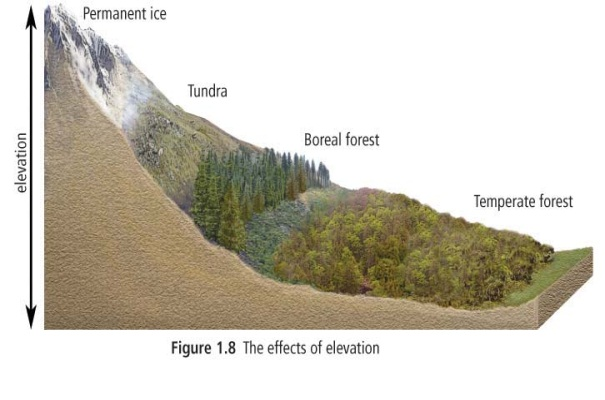 Permanent ice
Tundra
Boreal forest
Temperate forest
elevation
Figure 1.8 The effects of elevation